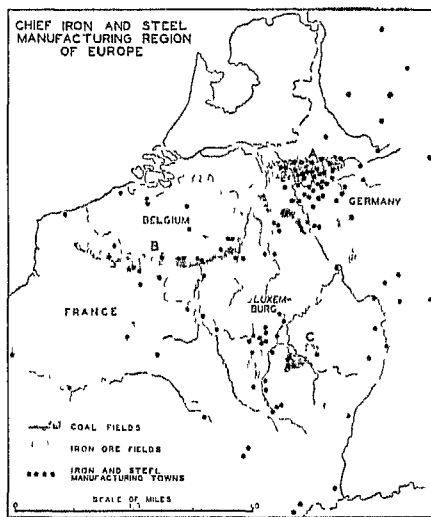 CHIEF IRON AND STEEL
MANUFACTURING REGION
OF EUROPE
A
GERMANY
BELGIUM
B
LUXEM-
BURG
FRANCE
C
COAL FIELDS
IRON ORE FIELDS
IRON AND STEEL
MANUFACTURING TOWNS
SCALE OF MILES